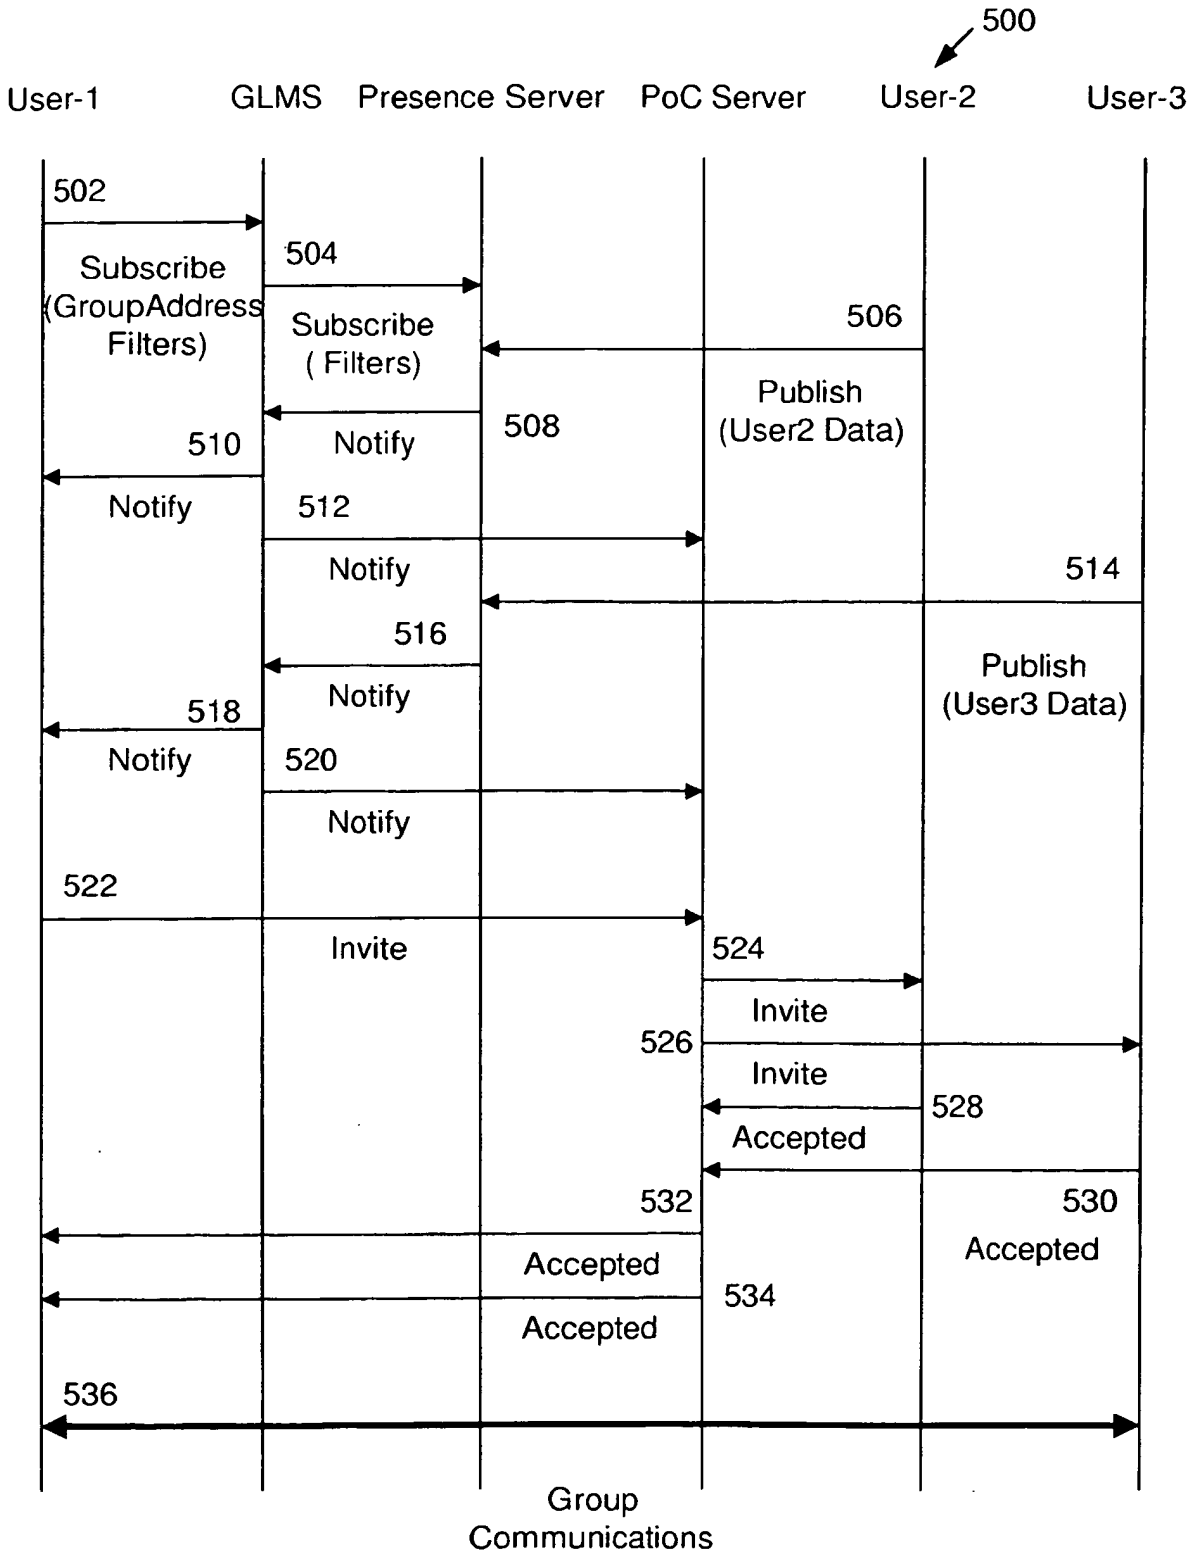 500
User-1 GLMS Presence Server PoC Server User-2 User-3
502
Subscribe
(GroupAddress
Filters)
504
Subscribe
( Filters)
506
Publish
(User2 Data)
508
Notify
510
Notify
512
Notify
514
Publish
(User3 Data)
516
Notify
518
Notify
520
Notify
522
Invite
524
Invite
526
Invite
528
Accepted
530
Accepted
532
Accepted
534
Accepted
536
Group
Communications